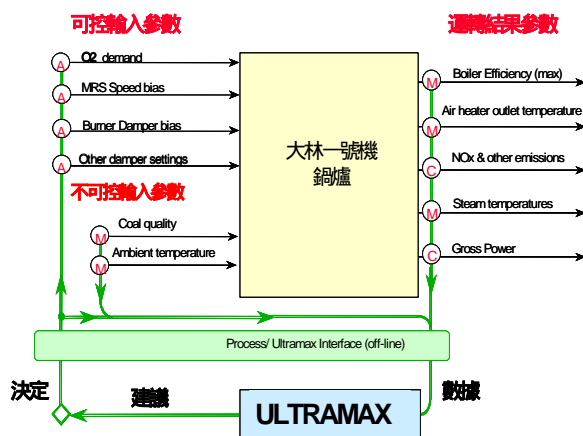 可控輸入參數
運轉結果參數
A O2 demand
A MRS Speed bias
A Burner Damper bias
A Other damper settings
不可控輸入參數
M Coal quality
M Ambient temperature
大林一號機
鍋爐
M Boiler Efficiency (max)
M Air heater outlet temperature
C NOx & other emissions
M Steam temperatures
C Gross Power
Process/ Ultramax Interface (off-line)
決定
建議
ULTRAMAX
數據